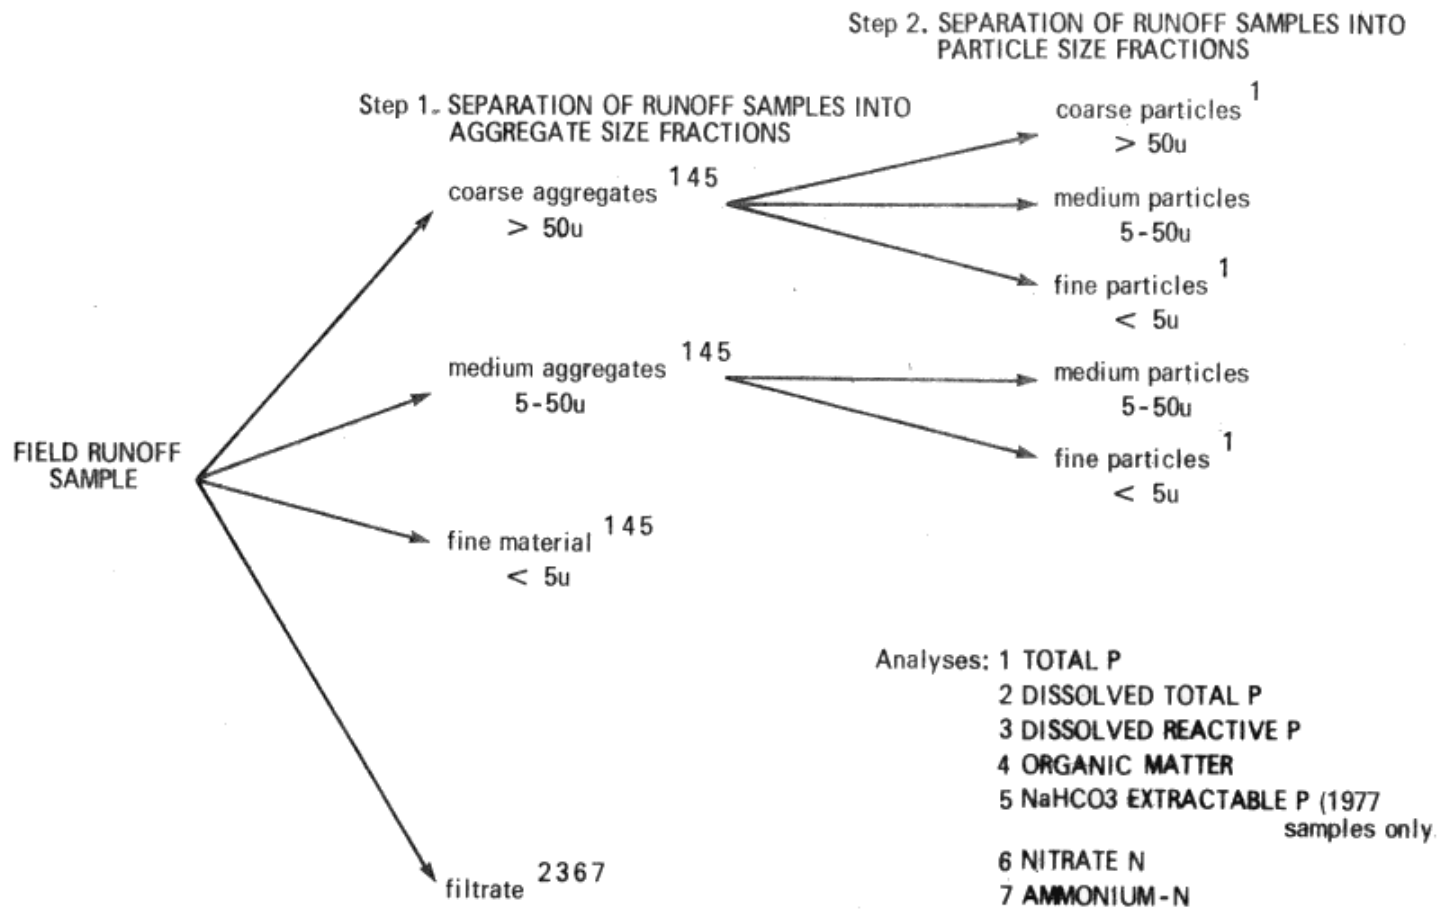 Step 2. SEPARATION OF RUNOFF SAMPLES INTO
PARTICLE SIZE FRACTIONS
Step 1. SEPARATION OF RUNOFF SAMPLES INTO
AGGREGATE SIZE FRACTIONS
coarse particles 1
> 50u
coarse aggregates 145
> 50u
medium particles
5-50u
fine particles 1
< 5u
medium aggregates 145
5-50u
medium particles
5-50u
FIELD RUNOFF
SAMPLE
fine particles 1
< 5u
fine material 145
< 5u
Analyses: 1 TOTAL P
2 DISSOLVED TOTAL P
3 DISSOLVED REACTIVE P
4 ORGANIC MATTER
5 NaHCO3 EXTRACTABLE P (1977
samples only
6 NITRATE N
7 AMMONIUM-N
filtrate 2367